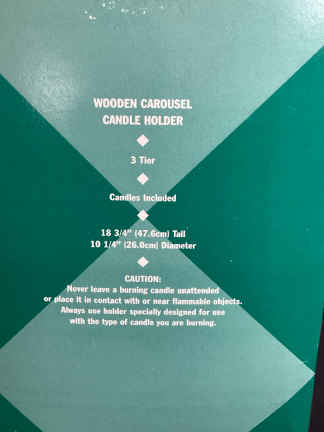 WOODEN CAROUSEL
CANDLE HOLDER
3 Tier
Candles Included
18 3/4" (47.6cm) Tall
10 1/4" (26.0cm) Diameter
CAUTION:
Never leave a burning candle unattended
or place it in contact with or near flammable objects.
Always use holder specially designed for use
with the type of candle you are burning.